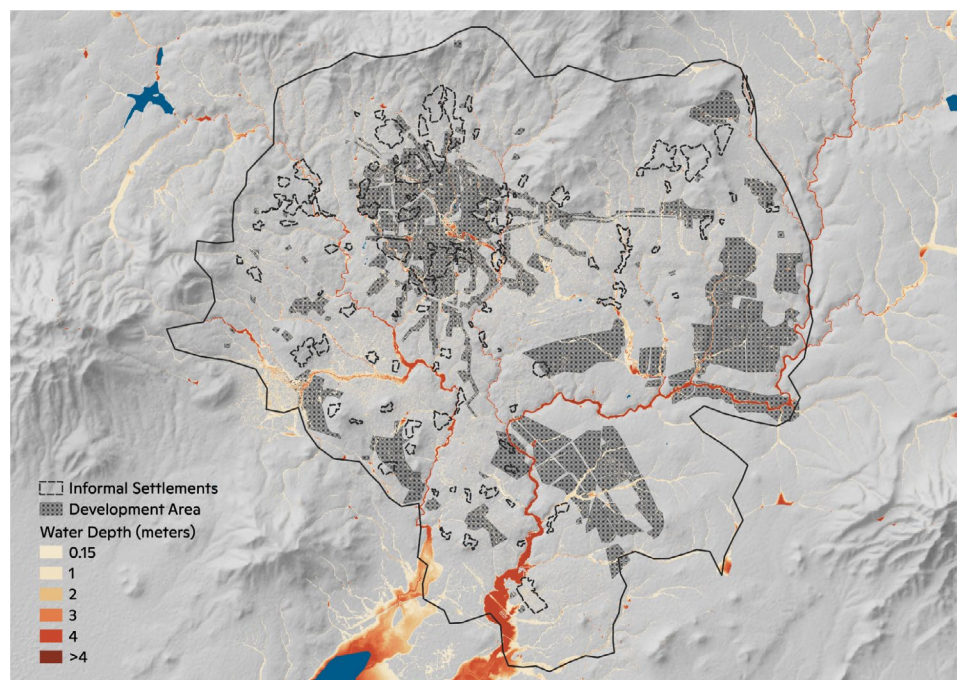 Informal Settlements
Development Area
Water Depth (meters)
0.15
1
2
3
4
>4